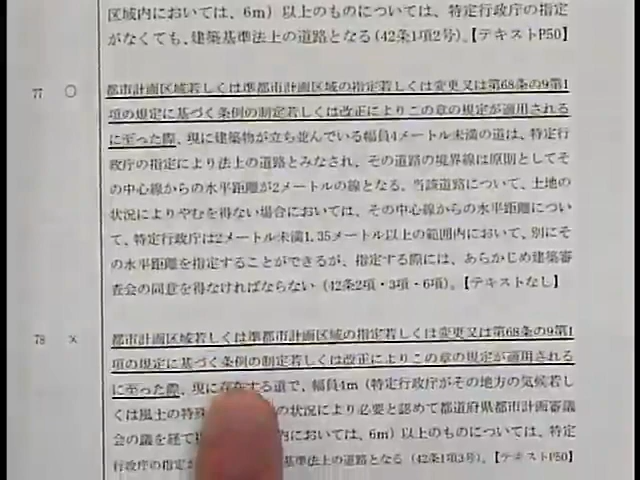 区域内においては、6m）以上のものについては、特定行政庁の指定
がなくても、建築基準法上の道路となる（42条1項2号）。【テキストP50】
77 ○ 都市計画区域若しくは準都市計画区域の指定若しくは変更又は第68条の9第1
項の規定に基づく条例の制定若しくは改正によりこの章の規定が適用される
に至った際、現に建築物が立ち並んでいる幅員4メートル未満の道は、特定行
政庁の指定により法上の道路とみなされ、その道路の境界線は原則としてそ
の中心線からの水平距離が2メートルの線となる。当該道路について、土地の
状況によりやむを得ない場合においては、その中心線からの水平距離につい
て、特定行政庁は2メートル未満1.35メートル以上の範囲内において、別にそ
の水平距離を指定することができるが、指定する際には、あらかじめ建築審
査会の同意を得なければならない（42条2項・3項・6項）。【テキストなし】
78 × 都市計画区域若しくは準都市計画区域の指定若しくは変更又は第68条の9第1
項の規定に基づく条例の制定若しくは改正によりこの章の規定が適用される
に至った際、現に存在する道で、幅員4m（特定行政庁がその地方の気候若し
くは風土の特殊 の状況により必要と認めて都道府県都市計画審議
会の議を経て 内においては、6m）以上のものについては、特定
行政庁の指定が 基準法上の道路となる（42条1項3号）。【テキストP50】